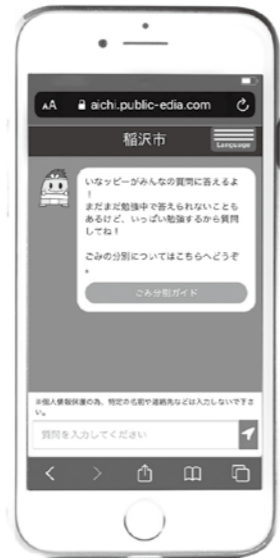 AA aichi.public-edia.com
稲沢市
Language
いなッピーがみんなの質問に答えるよ
！
まだまだ勉強中で答えられないことも
あるけど、いっぱい勉強するから質問
してね！
ごみの分別についてはこちらへどうぞ
。
ごみ分別ガイド
※個人情報保護の為、特定の名前や連絡先などは入力しないで下さ
い。
質問を入力してください